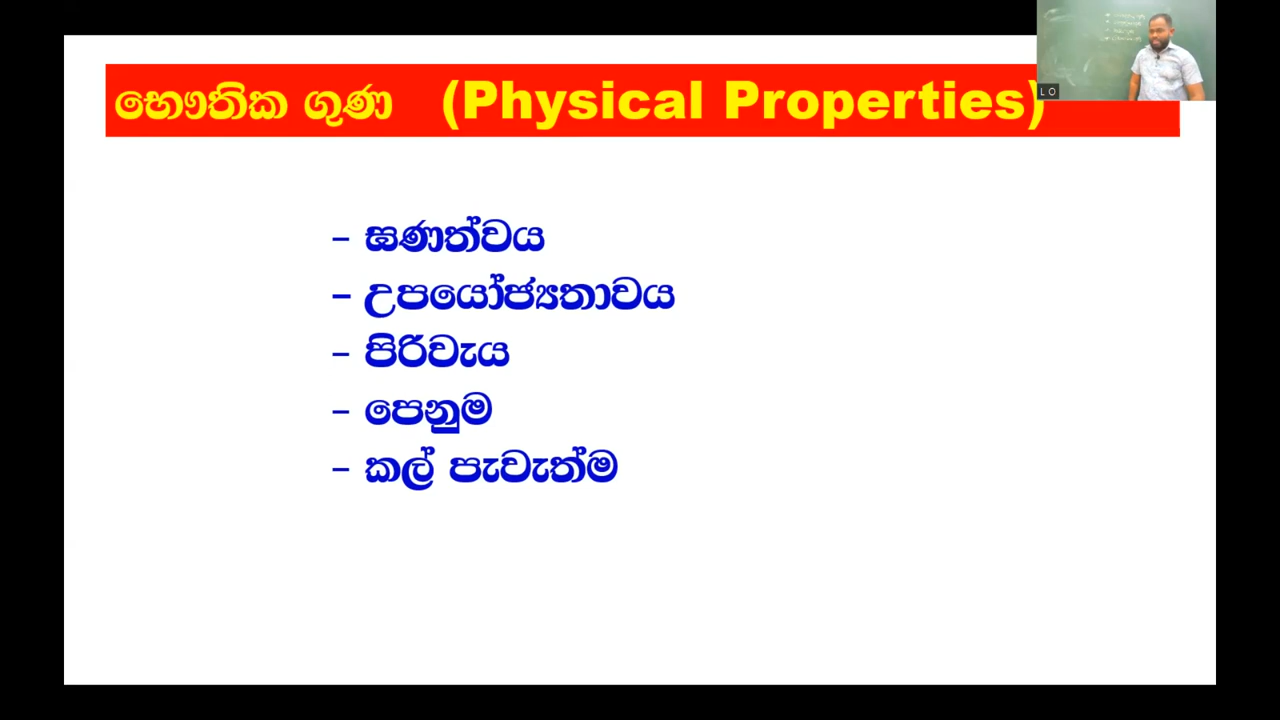 භෞතික ගුණ (Physical Properties)
- ඝණත්වය
- උපයෝජ්‍යතාවය
- පිරිවැය
- පෙනුම
- කල් පැවැත්ම
L O